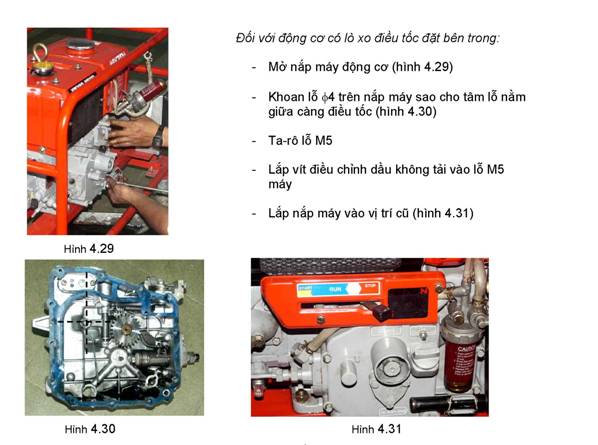 Đối với động cơ có lò xo điều tốc đặt bên trong:
- Mở nắp máy động cơ (hình 4.29)
- Khoan lỗ ϕ4 trên nắp máy sao cho tâm lỗ nằm
giữa càng điều tốc (hình 4.30)
- Ta-rô lỗ M5
- Lắp vít điều chỉnh dầu không tải vào lỗ M5
máy
- Lắp nắp máy vào vị trí cũ (hình 4.31)
Hình 4.29
RUN
STOP
N
CAUTION
Hình 4.30
Hình 4.31